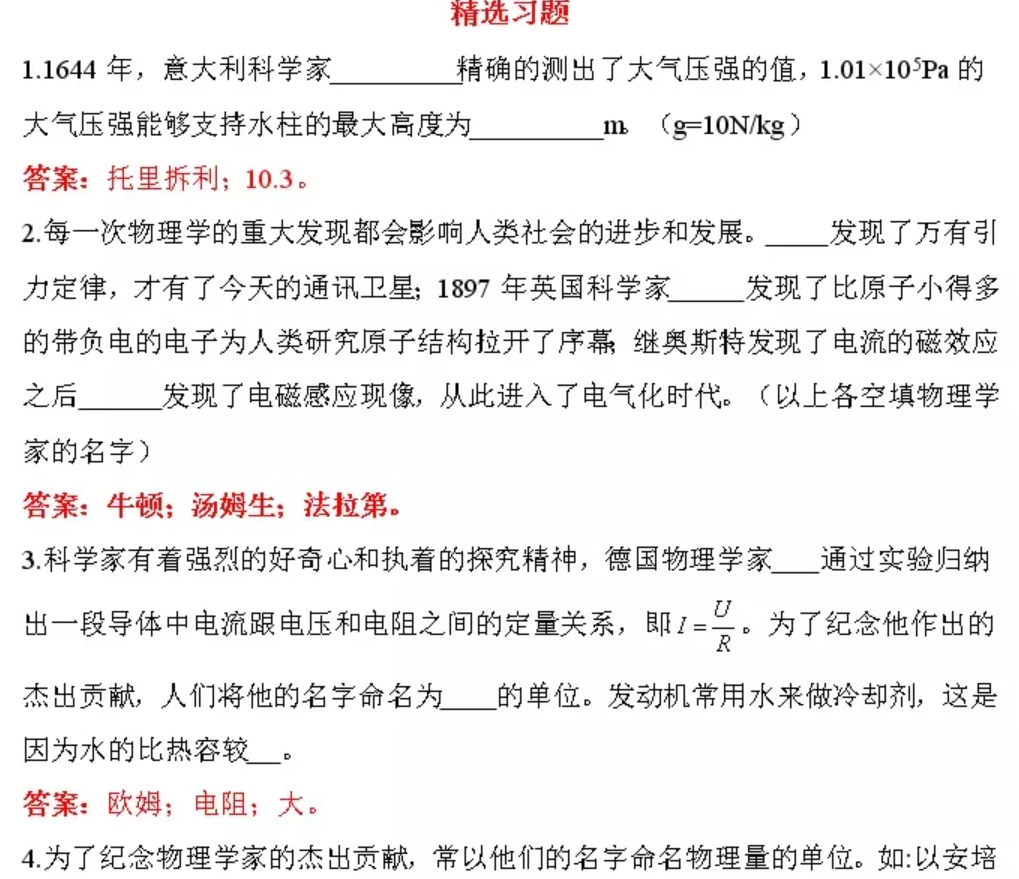 精选习题
1.1644 年，意大利科学家_________精确的测出了大气压强的值，1.01×10⁵Pa 的
大气压强能够支持水柱的最大高度为_________m。（g=10N/kg）
答案：托里拆利；10.3。
2.每一次物理学的重大发现都会影响人类社会的进步和发展。_____发现了万有引
力定律，才有了今天的通讯卫星；1897 年英国科学家______发现了比原子小得多
的带负电的电子为人类研究原子结构拉开了序幕；继奥斯特发现了电流的磁效应
之后______发现了电磁感应现像，从此进入了电气化时代。（以上各空填物理学
家的名字）
答案：牛顿；汤姆生；法拉第。
3.科学家有着强烈的好奇心和执着的探究精神，德国物理学家____通过实验归纳
出一段导体中电流跟电压和电阻之间的定量关系，即 I=U/R。为了纪念他作出的
杰出贡献，人们将他的名字命名为____的单位。发动机常用水来做冷却剂，这是
因为水的比热容较___。
答案：欧姆；电阻；大。
4.为了纪念物理学家的杰出贡献，常以他们的名字命名物理量的单位。如:以安培